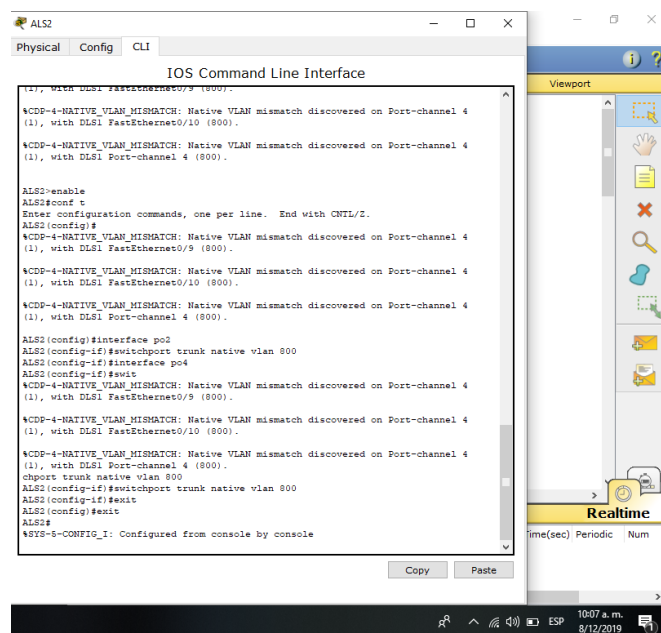 ALS2
Physical Config CLI
IOS Command Line Interface
(1), with DLS1 FastEthernet0/9 (800).
%CDP-4-NATIVE_VLAN_MISMATCH: Native VLAN mismatch discovered on Port-channel 4
(1), with DLS1 FastEthernet0/10 (800).
%CDP-4-NATIVE_VLAN_MISMATCH: Native VLAN mismatch discovered on Port-channel 4
(1), with DLS1 Port-channel 4 (800).
ALS2>enable
ALS2#conf t
Enter configuration commands, one per line. End with CNTL/Z.
ALS2(config)#
%CDP-4-NATIVE_VLAN_MISMATCH: Native VLAN mismatch discovered on Port-channel 4
(1), with DLS1 FastEthernet0/9 (800).
%CDP-4-NATIVE_VLAN_MISMATCH: Native VLAN mismatch discovered on Port-channel 4
(1), with DLS1 FastEthernet0/10 (800).
%CDP-4-NATIVE_VLAN_MISMATCH: Native VLAN mismatch discovered on Port-channel 4
(1), with DLS1 Port-channel 4 (800).
ALS2(config)#interface po2
ALS2(config-if)#switchport trunk native vlan 800
ALS2(config-if)#interface po4
ALS2(config-if)#swit
%CDP-4-NATIVE_VLAN_MISMATCH: Native VLAN mismatch discovered on Port-channel 4
(1), with DLS1 FastEthernet0/9 (800).
%CDP-4-NATIVE_VLAN_MISMATCH: Native VLAN mismatch discovered on Port-channel 4
(1), with DLS1 FastEthernet0/10 (800).
%CDP-4-NATIVE_VLAN_MISMATCH: Native VLAN mismatch discovered on Port-channel 4
(1), with DLS1 Port-channel 4 (800).
chport trunk native vlan 800
ALS2(config-if)#switchport trunk native vlan 800
ALS2(config-if)#exit
ALS2(config)#exit
ALS2#
%SYS-5-CONFIG_I: Configured from console by console
Copy Paste
Viewport
Realtime
Time(sec) Periodic Num
ESP
10:07 a. m.
8/12/2019